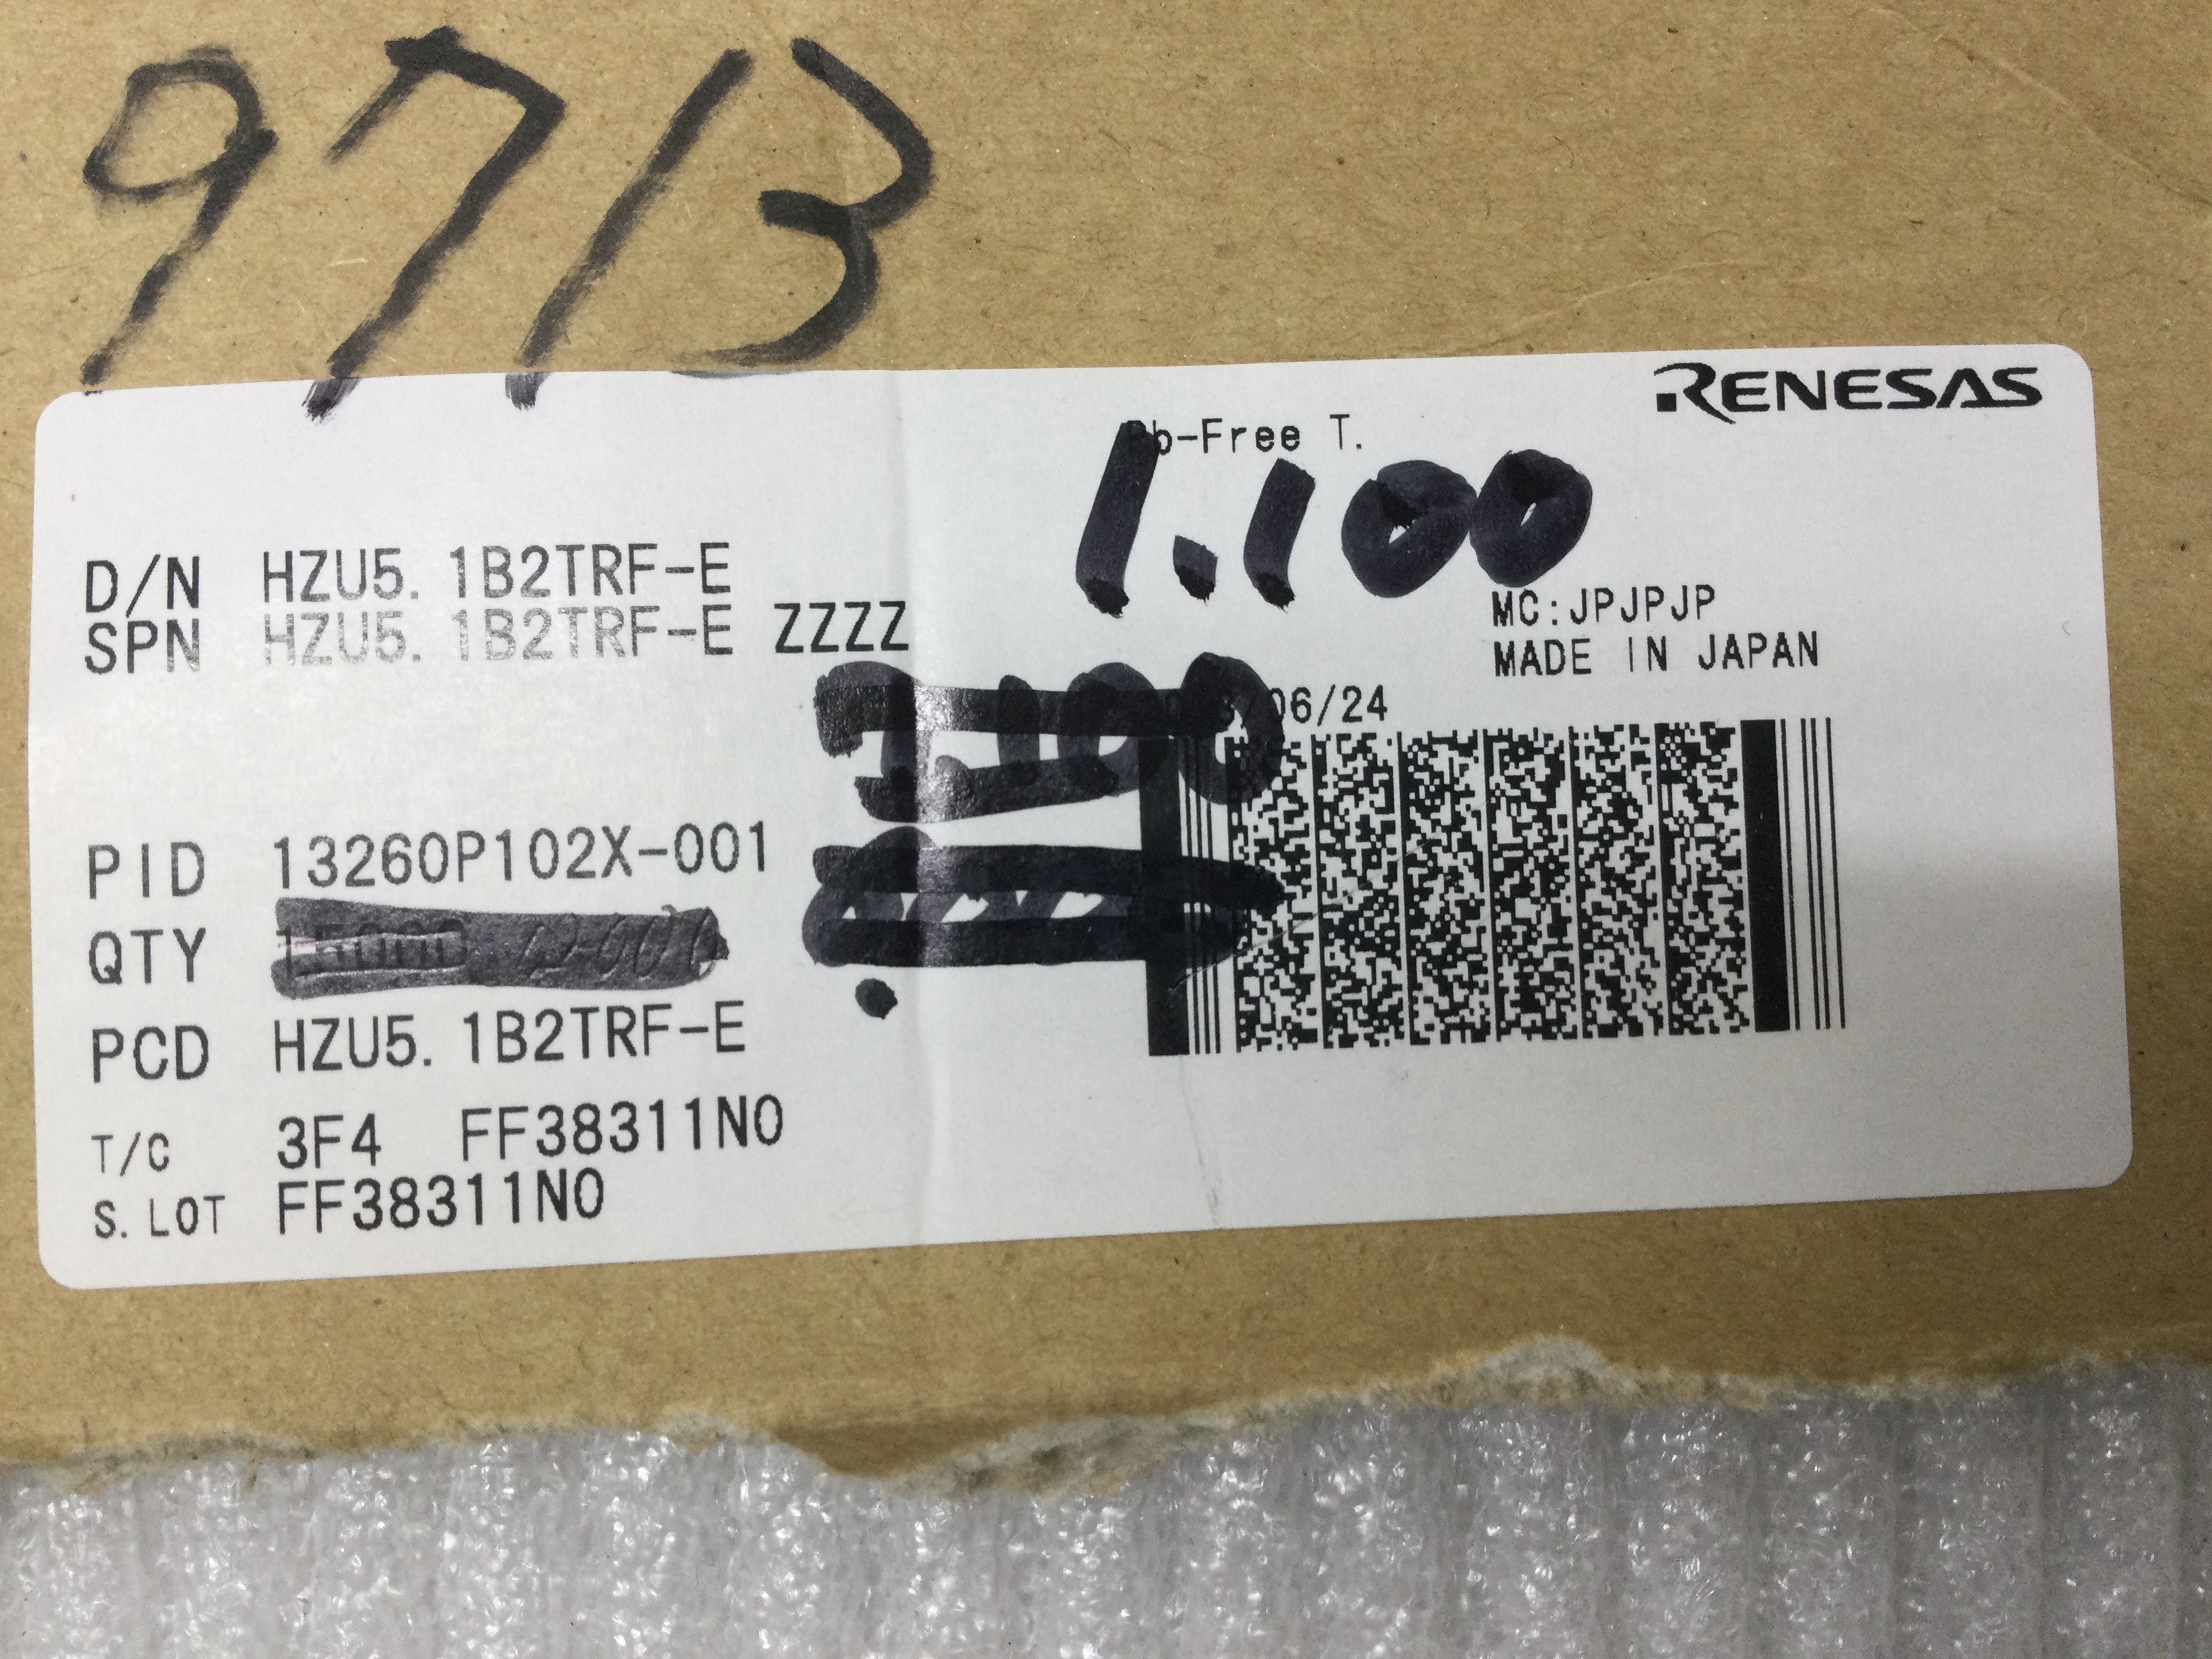 9713
RENESAS
Pb-Free T.
1.100
D/N HZU5. 1B2TRF-E
SPN HZU5. 1B2TRF-E ZZZZ
MC:JPJPJP
MADE IN JAPAN
/06/24
PID 13260P102X-001
QTY
PCD HZU5. 1B2TRF-E
T/C 3F4 FF38311N0
S. LOT FF38311N0